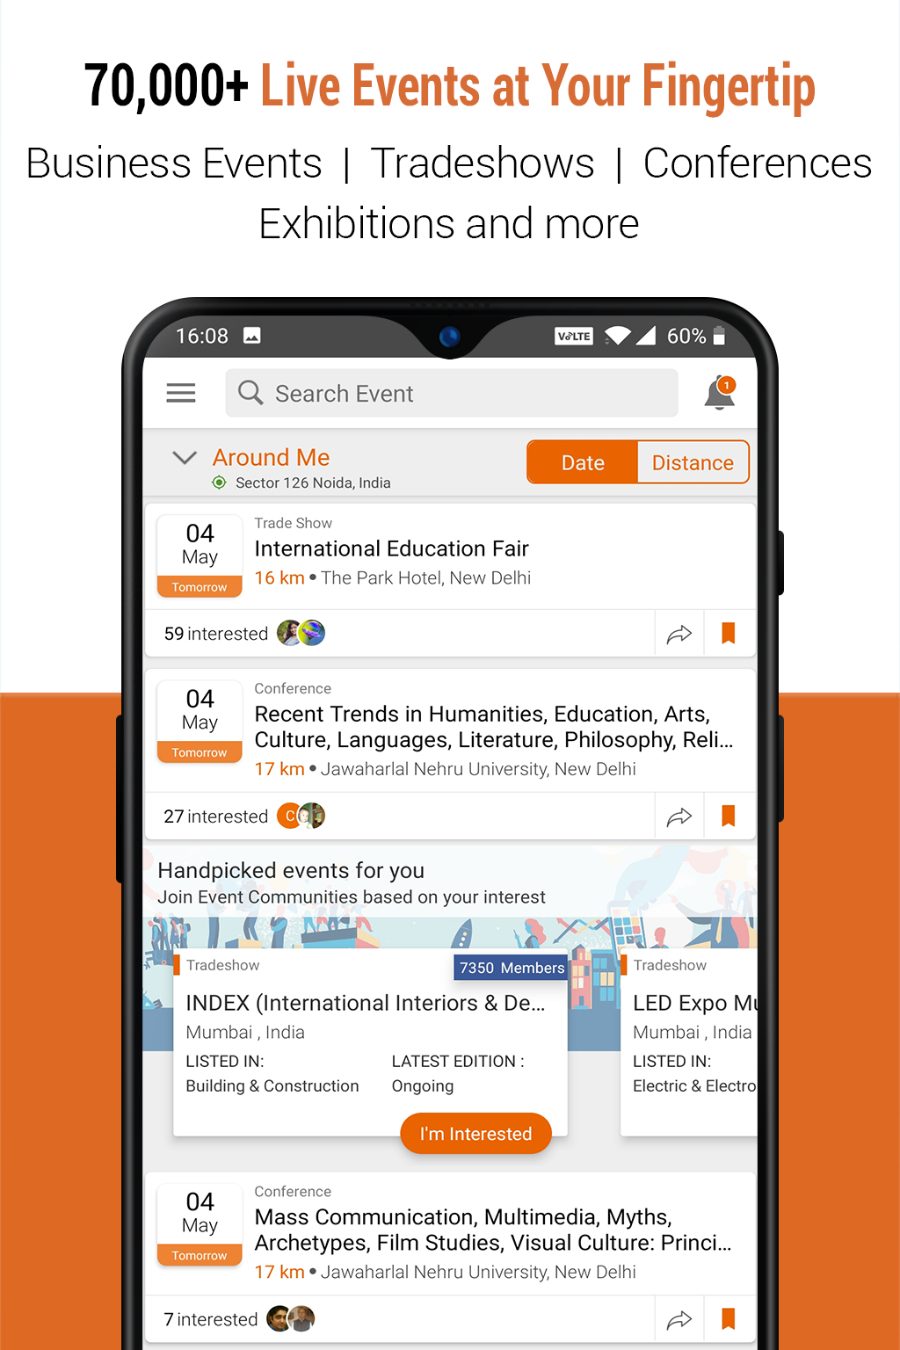 70,000+ Live Events at Your Fingertip
Business Events | Tradeshows | Conferences
Exhibitions and more
16:08 VoLTE 60%
Search Event 1
Around Me Date Distance
Sector 126 Noida, India
04 May Tomorrow
Trade Show
International Education Fair
16 km • The Park Hotel, New Delhi
59 interested
04 May Tomorrow
Conference
Recent Trends in Humanities, Education, Arts,
Culture, Languages, Literature, Philosophy, Reli...
17 km • Jawaharlal Nehru University, New Delhi
27 interested C
Handpicked events for you
Join Event Communities based on your interest
Tradeshow 7350 Members
INDEX (International Interiors & De...
Mumbai , India
LISTED IN: LATEST EDITION :
Building & Construction Ongoing
I'm Interested
Tradeshow
LED Expo Mu
Mumbai , India
LISTED IN:
Electric & Electro
04 May Tomorrow
Conference
Mass Communication, Multimedia, Myths,
Archetypes, Film Studies, Visual Culture: Princi...
17 km • Jawaharlal Nehru University, New Delhi
7 interested